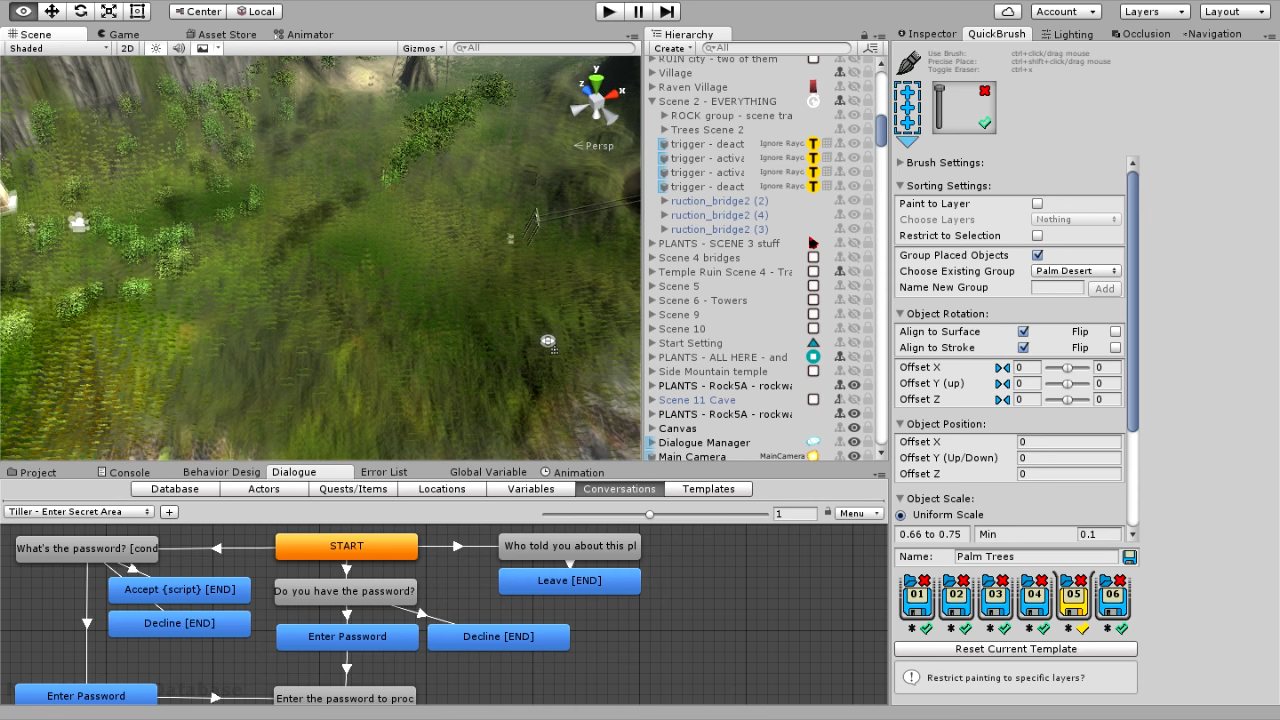 Center
Local
Account
Layers
Layout
Scene
Game
Asset Store
Animator
Hierarchy
Inspector
QuickBrush
Lighting
Occlusion
Navigation
Shaded
2D
Gizmos
All
Create
All
y
x
Persp
RUIN city - two of them
Village
Raven Village
Scene 2 - EVERYTHING
ROCK group - scene tra
Trees Scene 2
trigger - deact
Ignore Rayc
T
trigger - activa
Ignore Rayc
T
trigger - activa
Ignore Rayc
T
trigger - deact
Ignore Rayc
T
ruction_bridge2 (2)
ruction_bridge2 (4)
ruction_bridge2 (3)
PLANTS - SCENE 3 stuff
Scene 4 bridges
Temple Ruin Scene 4 - Tra
Scene 5
Scene 6 - Towers
Scene 9
Scene 10
Start Setting
PLANTS - ALL HERE - and
Side Mountain temple
PLANTS - Rock5A - rockwa
Scene 11 Cave
PLANTS - Rock5A - rockwa
Canvas
Dialogue Manager
Main Camera
MainCamera
Use Brush:
ctrl+click/drag mouse
Precise Place:
ctrl+shift+click/drag mouse
Toggle Eraser:
ctrl+x
Brush Settings:
Sorting Settings:
Paint to Layer
Choose Layers
Nothing
Restrict to Selection
Group Placed Objects
Choose Existing Group
Palm Desert
Name New Group
Add
Object Rotation:
Align to Surface
Flip
Align to Stroke
Flip
Offset X
0
0
Offset Y (up)
0
0
Offset Z
0
0
Object Position:
Offset X
0
Offset Y (Up/Down)
0
Offset Z
0
Object Scale:
Uniform Scale
0.66 to 0.75
Min
0.1
Name:
Palm Trees
01
02
03
04
05
06
Reset Current Template
Restrict painting to specific layers?
Project
Console
Behavior Desig
Dialogue
Error List
Global Variable
Animation
Database
Actors
Quests/Items
Locations
Variables
Conversations
Templates
Tiller - Enter Secret Area
+
1
Menu
What's the password? [cond
START
Who told you about this pl
Accept {script} [END]
Do you have the password?
Leave [END]
Decline [END]
Enter Password
Decline [END]
Enter Password
Enter the password to proc